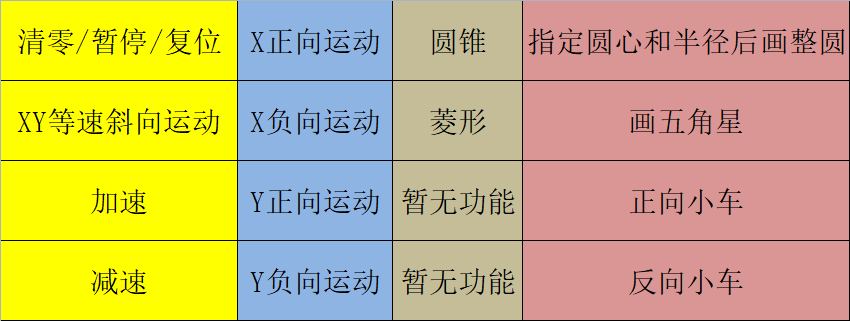 清零/暂停/复位 X正向运动 圆锥 指定圆心和半径后画整圆
XY等速斜向运动 X负向运动 菱形 画五角星
加速 Y正向运动 暂无功能 正向小车
减速 Y负向运动 暂无功能 反向小车